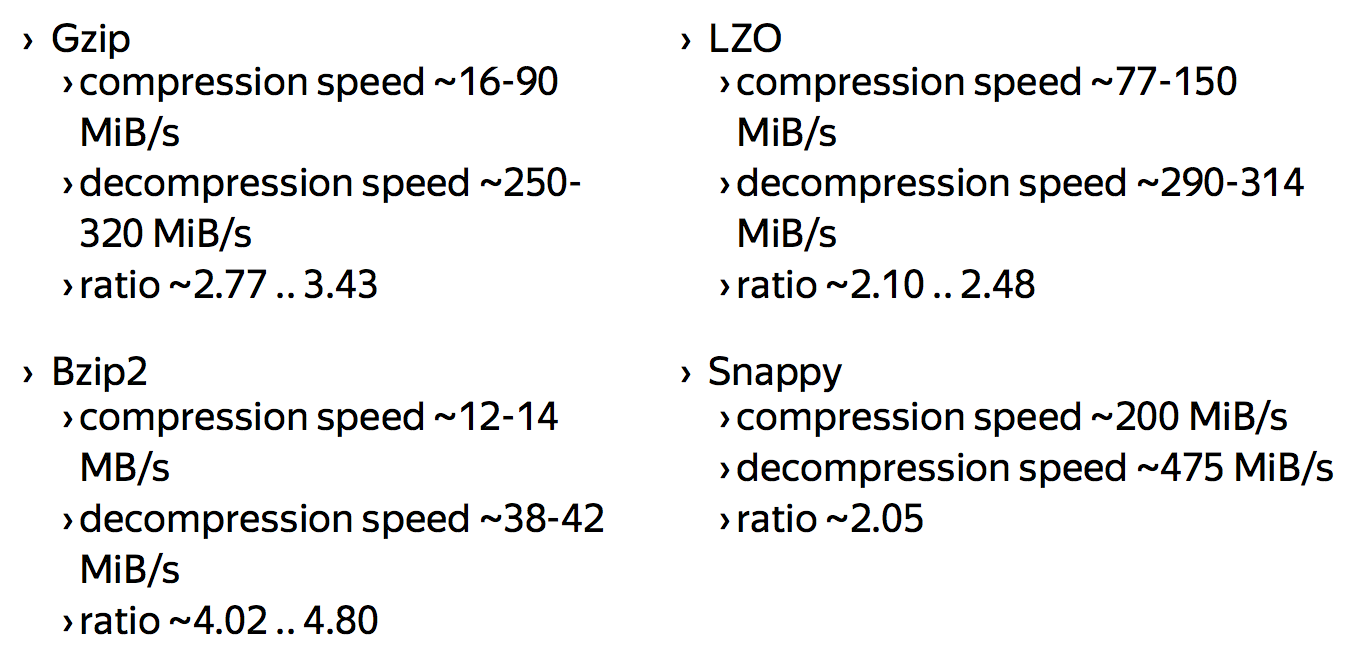 › Gzip
› compression speed ~16-90
MiB/s
› decompression speed ~250-
320 MiB/s
› ratio ~2.77 .. 3.43
› Bzip2
› compression speed ~12-14
MB/s
› decompression speed ~38-42
MiB/s
› ratio ~4.02 .. 4.80
› LZO
› compression speed ~77-150
MiB/s
› decompression speed ~290-314
MiB/s
› ratio ~2.10 .. 2.48
› Snappy
› compression speed ~200 MiB/s
› decompression speed ~475 MiB/s
› ratio ~2.05